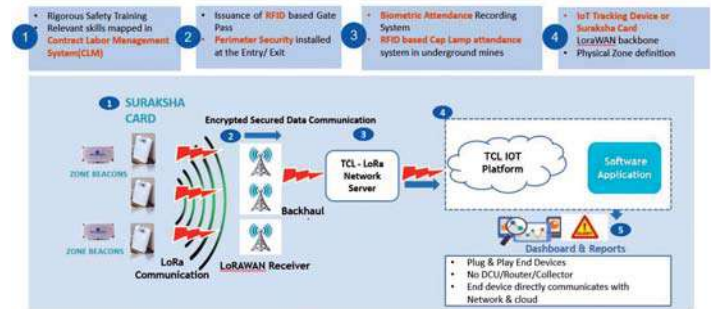 1
• Rigorous Safety Training
• Relevant skills mapped in
Contract Labor Management
System(CLM)
2
• Issuance of RFID based Gate
Pass
• Perimeter Security installed
at the Entry/ Exit
3
• Biometric Attendance Recording
System
• RFID based Cap Lamp attendance
system in underground mines
4
• IoT Tracking Device or
Suraksha Card
• LoraWAN backbone
• Physical Zone definition
1 SURAKSHA
CARD
ZONE BEACONS
ZONE BEACONS
LoRa
Communication
Encrypted Secured Data Communication
2
Backhaul
LoRAWAN Receiver
3
TCL - LoRa
Network
Server
4
TCL IOT
Platform
Software
Application
5
Dashboard & Reports
• Plug & Play End Devices
• No DCU/Router/Collector
• End device directly communicates with
Network & cloud